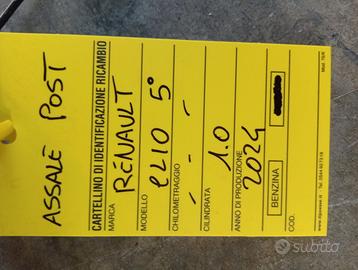 ASSALE POST
CARTELLINO DI IDENTIFICAZIONE RICAMBIO
MARCA RENAULT
MODELLO CLIO 5°
CHILOMETRAGGIO - - -
CILINDRATA 1.0
ANNO DI PRODUZIONE 2024
BENZINA
COD.
subito